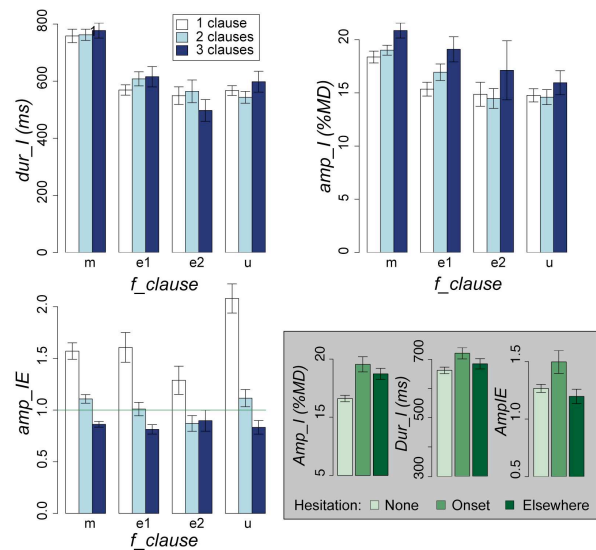 1 clause
2 clauses
3 clauses
dur_I (ms)
0 200 400 600 800
m e1 e2 u
f_clause
amp_I (%MD)
0 5 10 15 20
m e1 e2 u
f_clause
amp_IE
0.0 0.5 1.0 1.5 2.0
m e1 e2 u
f_clause
Amp_I (%MD)
5 15 20
Dur_I (ms)
300 500 700
AmpIE
0.5 1.0 1.5
Hesitation: None Onset Elsewhere